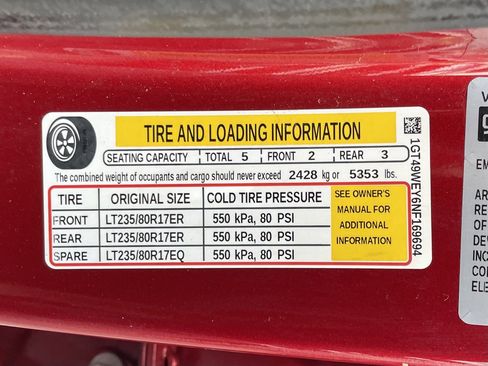 TIRE AND LOADING INFORMATION
SEATING CAPACITY TOTAL 5 FRONT 2 REAR 3
The combined weight of occupants and cargo should never exceed 2428 kg or 5353 lbs.
TIRE ORIGINAL SIZE COLD TIRE PRESSURE
FRONT LT235/80R17ER 550 kPa, 80 PSI
REAR LT235/80R17ER 550 kPa, 80 PSI
SPARE LT235/80R17EQ 550 kPa, 80 PSI
SEE OWNER'S
MANUAL FOR
ADDITIONAL
INFORMATION
1GT49WEY6NF169694